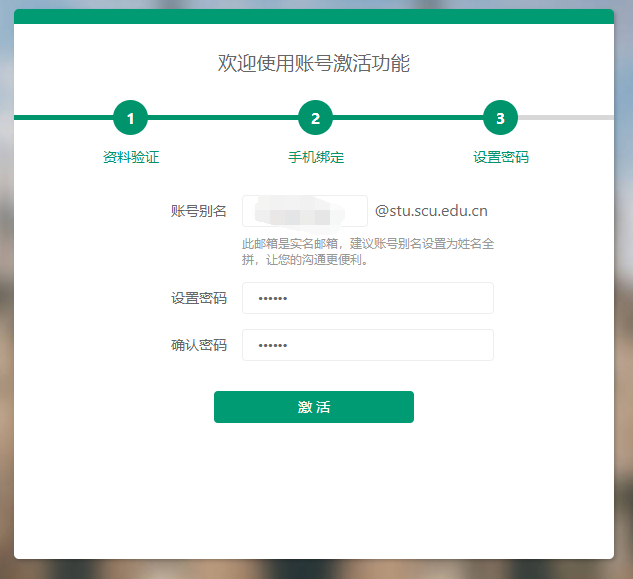 欢迎使用账号激活功能
1
2
3
资料验证
手机绑定
设置密码
账号别名
@stu.scu.edu.cn
此邮箱是实名邮箱，建议账号别名设置为姓名全
拼，让您的沟通更便利。
设置密码
••••••
确认密码
••••••
激 活